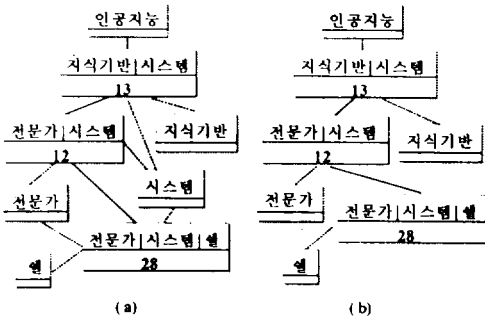 인공지능
지식기반 시스템
13
전문가 시스템
12
지식기반
시스템
전문가
전문가 시스템 쉘
28
쉘
(a)
인공지능
지식기반 시스템
13
전문가 시스템
12
지식기반
전문가
전문가 시스템 쉘
28
쉘
(b)